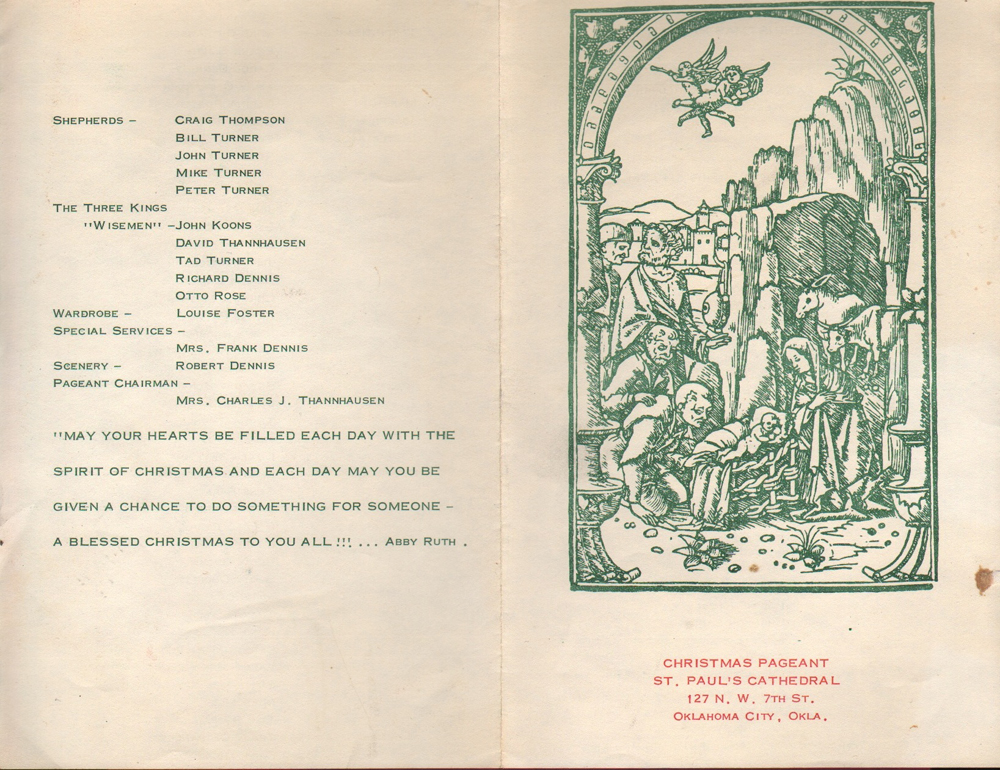 SHEPHERDS – CRAIG THOMPSON
BILL TURNER
JOHN TURNER
MIKE TURNER
PETER TURNER
THE THREE KINGS
"WISEMEN" –JOHN KOONS
DAVID THANNHAUSEN
TAD TURNER
RICHARD DENNIS
OTTO ROSE
WARDROBE – LOUISE FOSTER
SPECIAL SERVICES –
MRS. FRANK DENNIS
SCENERY – ROBERT DENNIS
PAGEANT CHAIRMAN –
MRS. CHARLES J. THANNHAUSEN
"MAY YOUR HEARTS BE FILLED EACH DAY WITH THE
SPIRIT OF CHRISTMAS AND EACH DAY MAY YOU BE
GIVEN A CHANCE TO DO SOMETHING FOR SOMEONE –
A BLESSED CHRISTMAS TO YOU ALL!!! ... ABBY RUTH .
CHRISTMAS PAGEANT
ST. PAUL'S CATHEDRAL
127 N. W. 7TH ST.
OKLAHOMA CITY, OKLA.